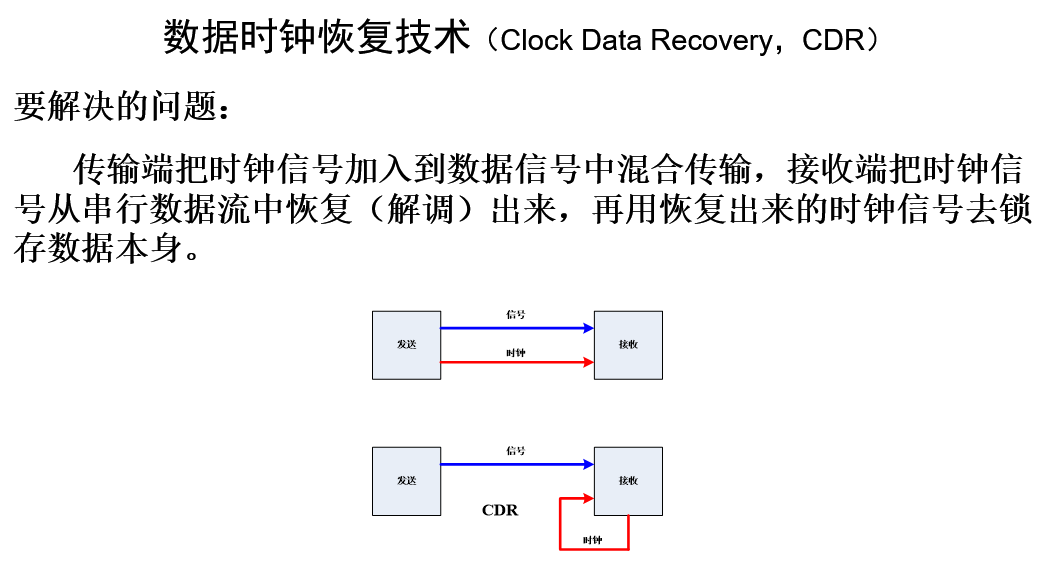 数据时钟恢复技术（Clock Data Recovery，CDR）
要解决的问题：
传输端把时钟信号加入到数据信号中混合传输，接收端把时钟信
号从串行数据流中恢复（解调）出来，再用恢复出来的时钟信号去锁
存数据本身。
信号
发送
接收
时钟
信号
发送
接收
CDR
时钟